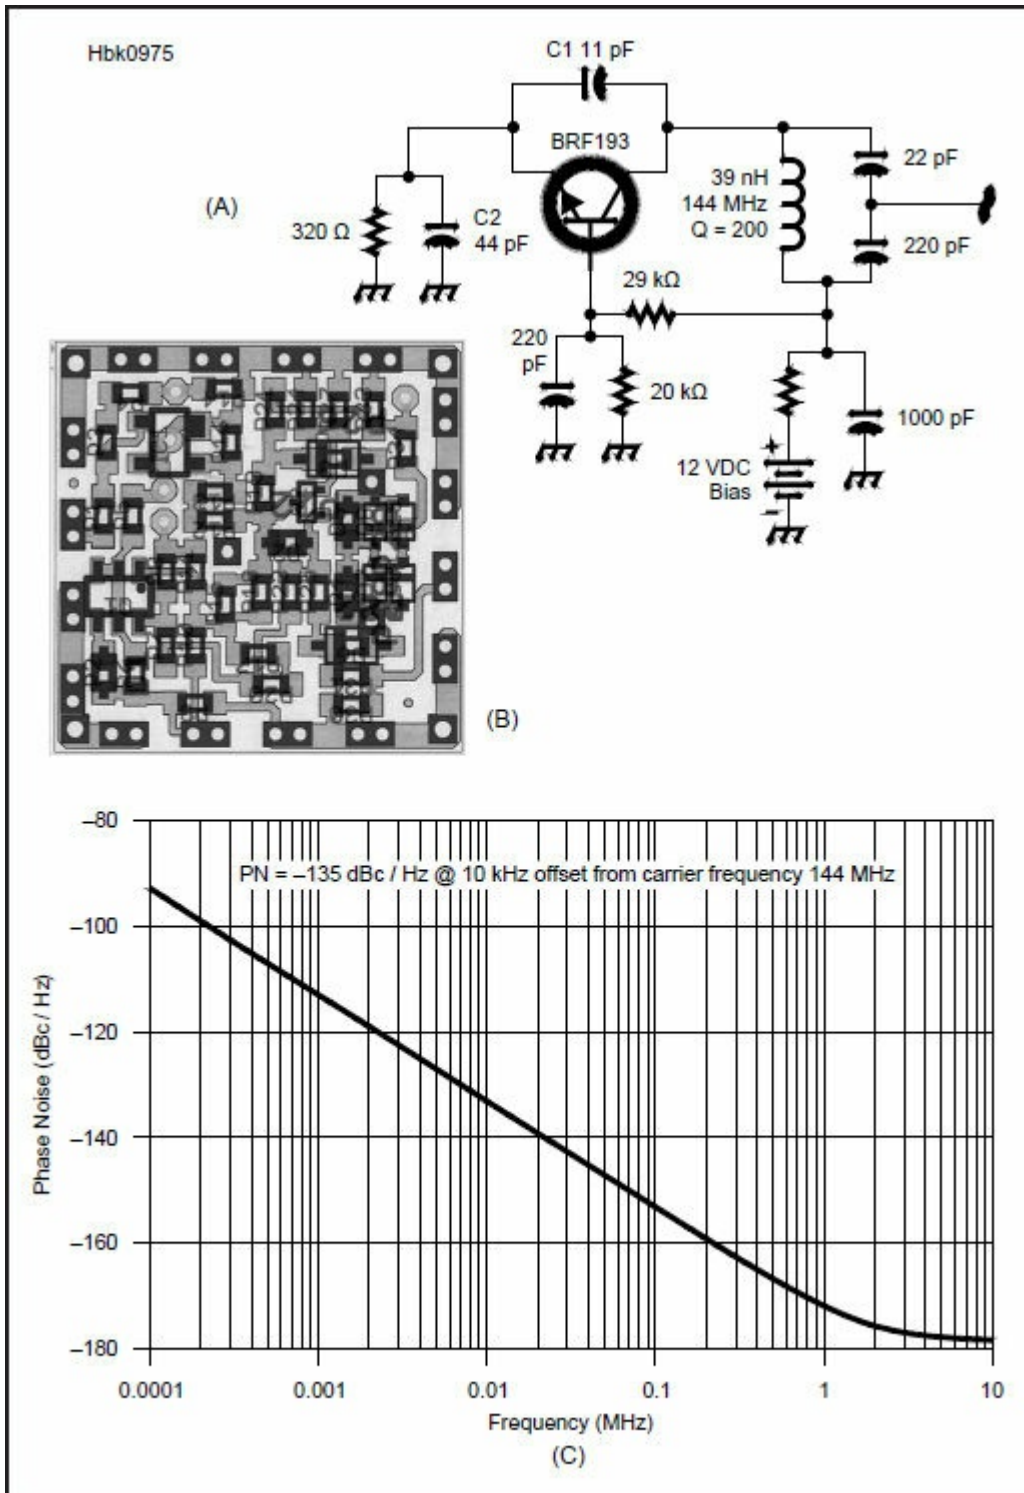 Hbk0975
C1 11 pF
BRF193
(A)
320 Ω
C2
44 pF
39 nH
144 MHz
Q = 200
22 pF
220 pF
29 kΩ
220
pF
20 kΩ
1000 pF
+
12 VDC
Bias
–
(B)
PN = –135 dBc / Hz @ 10 kHz offset from carrier frequency 144 MHz
Phase Noise (dBc / Hz)
–80
–100
–120
–140
–160
–180
0.0001
0.001
0.01
0.1
1
10
Frequency (MHz)
(C)